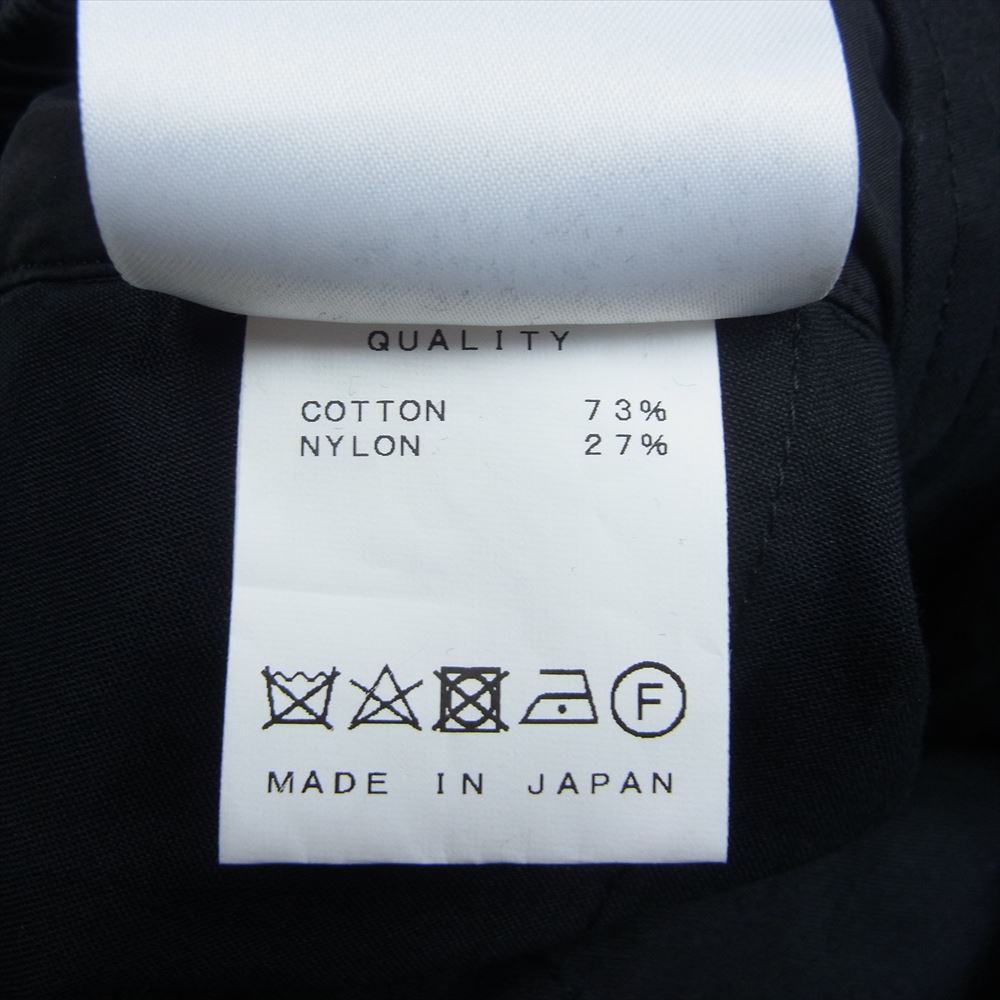 QUALITY
COTTON 73%
NYLON 27%
F
MADE IN JAPAN